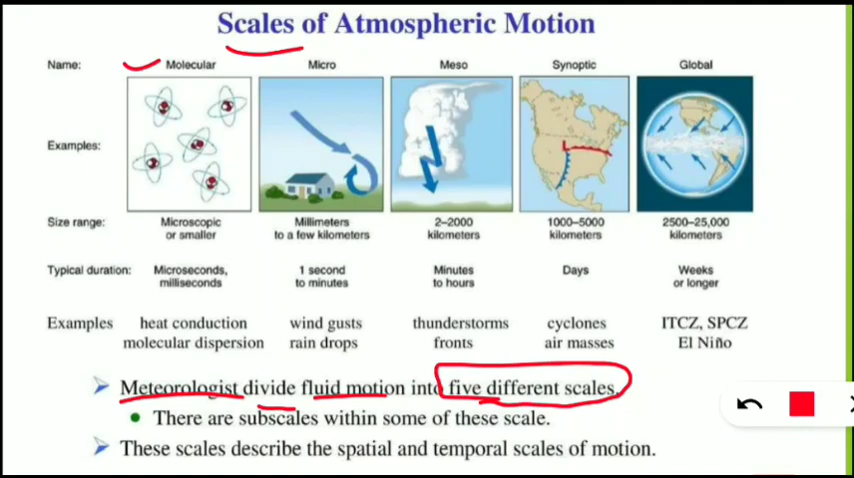 Scales of Atmospheric Motion
Name: Molecular Micro Meso Synoptic Global
L
Examples:
Size range: Microscopic or smaller Millimeters to a few kilometers 2–2000 kilometers 1000–5000 kilometers 2500–25,000 kilometers
Typical duration: Microseconds, milliseconds 1 second to minutes Minutes to hours Days Weeks or longer
Examples heat conduction wind gusts thunderstorms cyclones ITCZ, SPCZ
molecular dispersion rain drops fronts air masses El Niño
Meteorologist divide fluid motion into five different scales.
There are subscales within some of these scale.
These scales describe the spatial and temporal scales of motion.